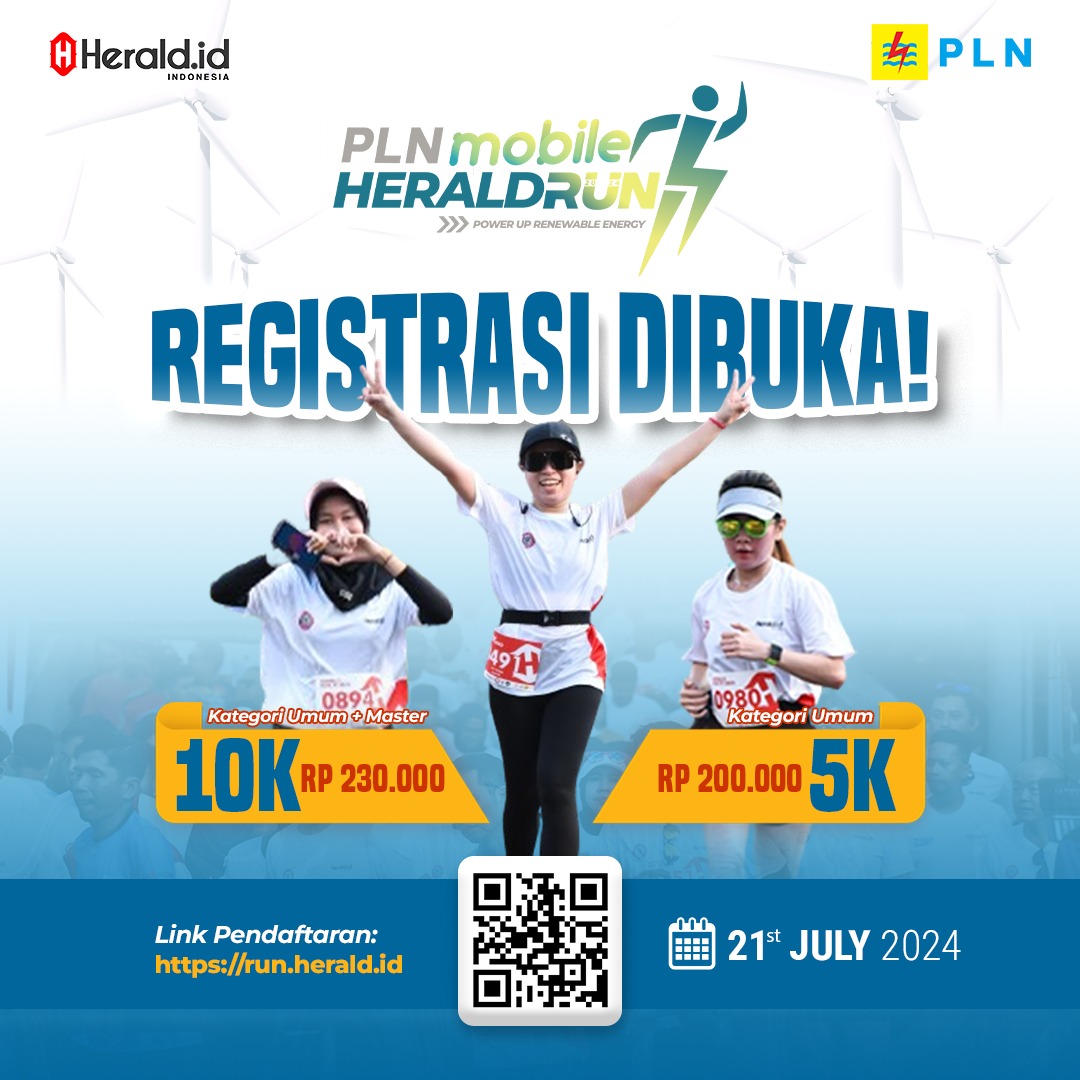 Herald.id
INDONESIA
PLN
PLN mobile
HERALDRUN
POWER UP RENEWABLE ENERGY
REGISTRASI DIBUKA!
0894
491
0980
Kategori Umum + Master
10K RP 230.000
Kategori Umum
RP 200.000 5K
Link Pendaftaran:
https://run.herald.id
21st JULY 2024